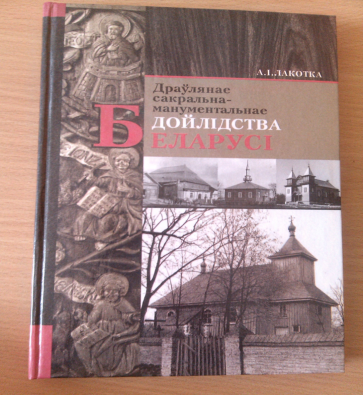 А.І. ЛАКОТКА
Драўлянае
сакральна-
манументальнае
ДОЙЛІДСТВА
БЕЛАРУСІ